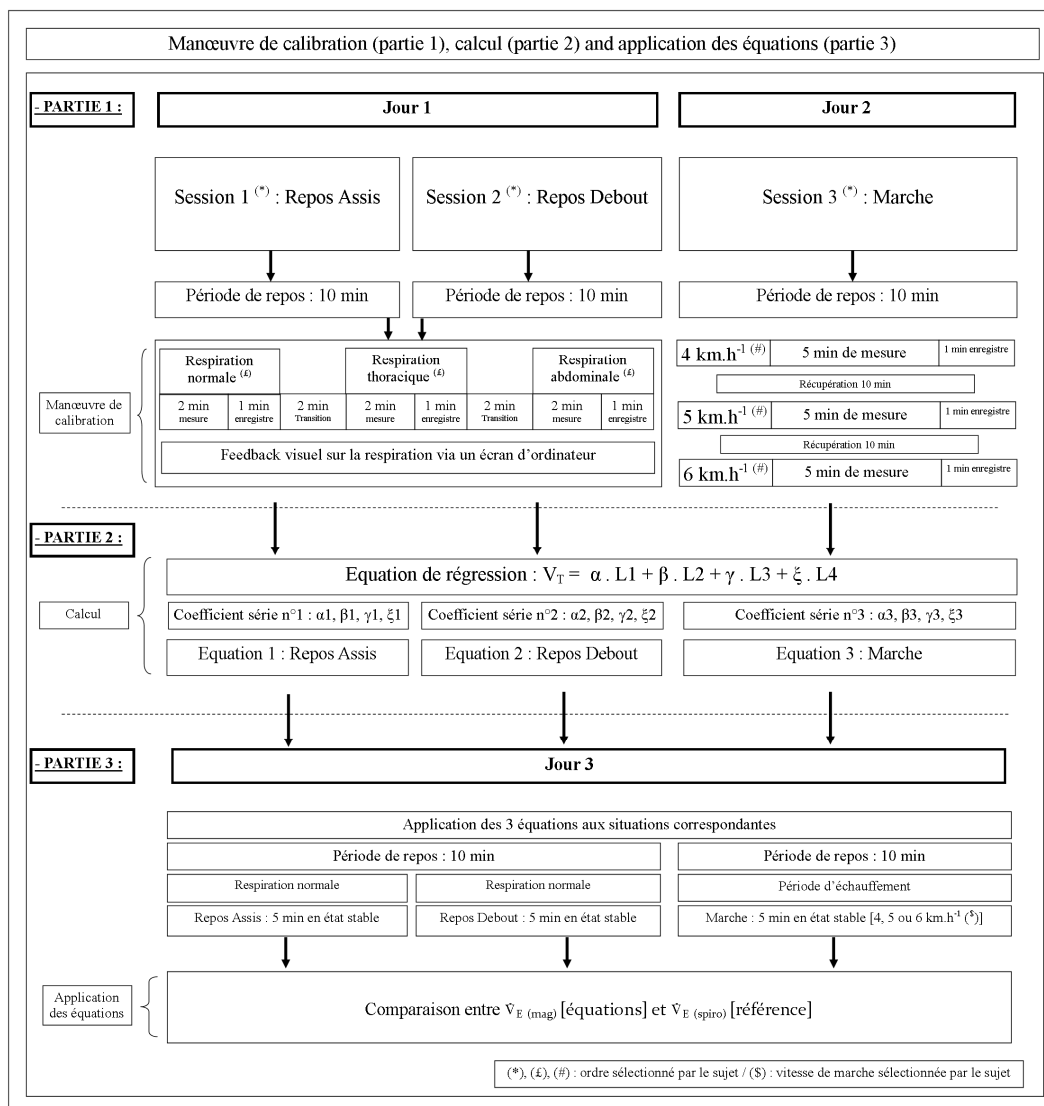 Manœuvre de calibration (partie 1), calcul (partie 2) and application des équations (partie 3)
- PARTIE 1 :
Jour 1
Jour 2
Session 1 (*) : Repos Assis
Session 2 (*) : Repos Debout
Session 3 (*) : Marche
Période de repos : 10 min
Période de repos : 10 min
Période de repos : 10 min
Manœuvre de
calibration
Respiration
normale (£)
Respiration
thoracique (£)
Respiration
abdominale (£)
2 min
mesure
1 min
enregistre
2 min
Transition
2 min
mesure
1 min
enregistre
2 min
Transition
2 min
mesure
1 min
enregistre
Feedback visuel sur la respiration via un écran d’ordinateur
4 km.h-1 (#)
5 min de mesure
1 min enregistre
Récupération 10 min
5 km.h-1 (#)
5 min de mesure
1 min enregistre
Récupération 10 min
6 km.h-1 (#)
5 min de mesure
1 min enregistre
- PARTIE 2 :
Calcul
Equation de régression : VT = α . L1 + β . L2 + γ . L3 + ξ . L4
Coefficient série n°1 : α1, β1, γ1, ξ1
Coefficient série n°2 : α2, β2, γ2, ξ2
Coefficient série n°3 : α3, β3, γ3, ξ3
Equation 1 : Repos Assis
Equation 2 : Repos Debout
Equation 3 : Marche
- PARTIE 3 :
Jour 3
Application des 3 équations aux situations correspondantes
Période de repos : 10 min
Période de repos : 10 min
Respiration normale
Respiration normale
Période d’échauffement
Repos Assis : 5 min en état stable
Repos Debout : 5 min en état stable
Marche : 5 min en état stable [4, 5 ou 6 km.h-1 ($)]
Application
des équations
Comparaison entre V̇E (mag) [équations] et V̇E (spiro) [référence]
(*), (£), (#) : ordre sélectionné par le sujet / ($) : vitesse de marche sélectionnée par le sujet